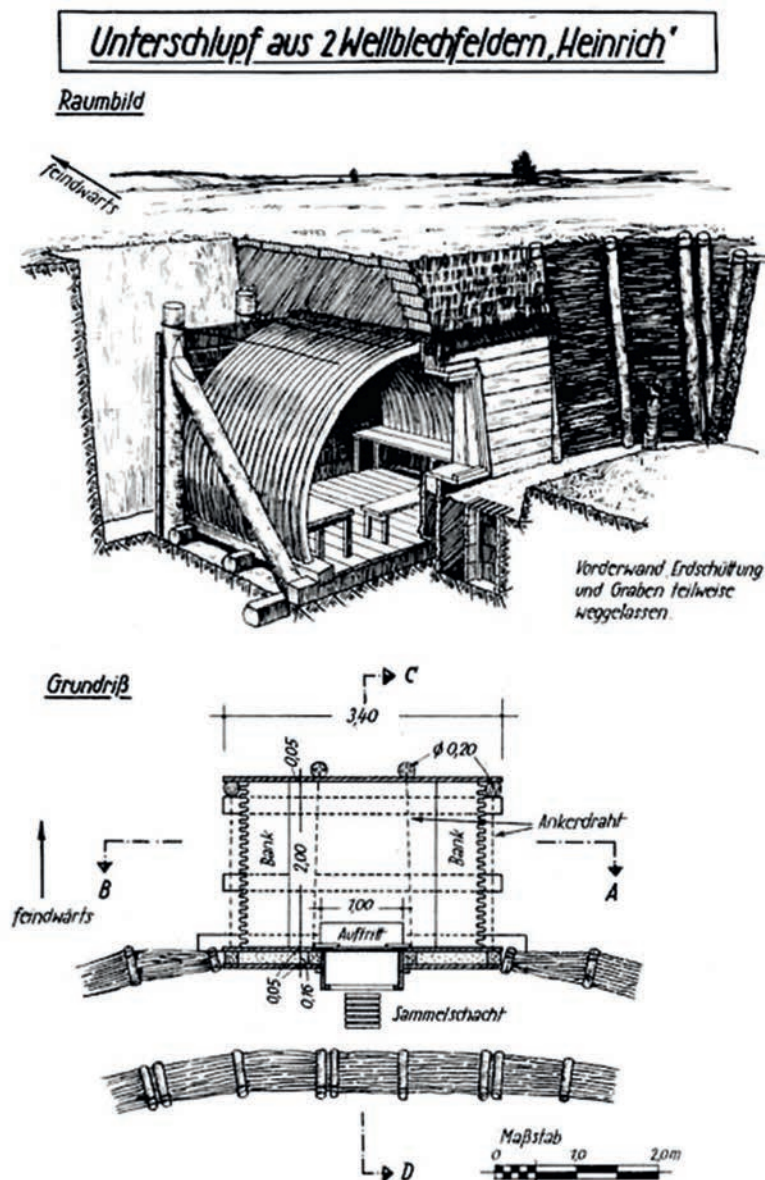 Unterschlupf aus 2 Wellblechfeldern „Heinrich"
Raumbild
feindwärts
Vorderwand, Erdschüttung
und Graben teilweise
weggelassen.
Grundriß
C
3,40
0,05
ϕ 0,20
Ankerdraht
Bank
2,00
Bank
B
A
feindwärts
1,00
Auftritt
0,05
0,16
Sammelschacht
Maßstab
0 1,0 2,0m
D